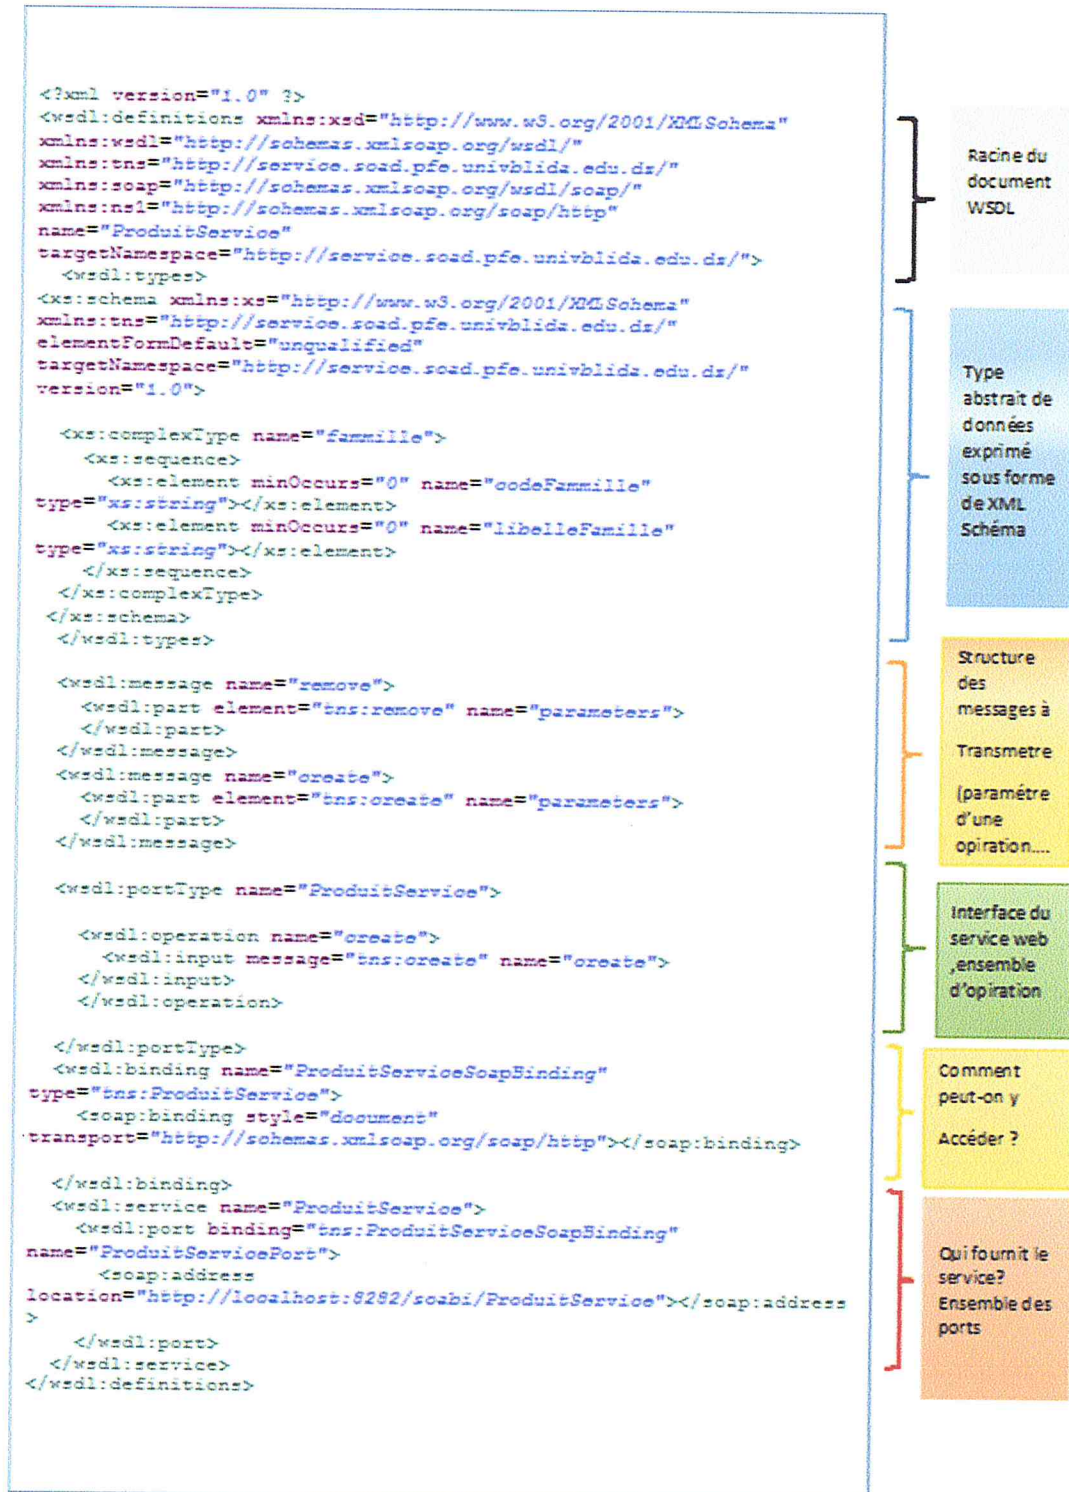 <?xml version="1.0" ?>
<wsdl:definitions xmlns:xsd="http://www.w3.org/2001/XMLSchema"
xmlns:wsdl="http://schemas.xmlsoap.org/wsdl/"
xmlns:tns="http://service.soad.pfe.univblida.edu.dz/"
xmlns:soap="http://schemas.xmlsoap.org/wsdl/soap/"
xmlns:ns1="http://schemas.xmlsoap.org/soap/http"
name="ProduitService"
targetNamespace="http://service.soad.pfe.univblida.edu.dz/">
<wsdl:types>
<xs:schema xmlns:xs="http://www.w3.org/2001/XMLSchema"
xmlns:tns="http://service.soad.pfe.univblida.edu.dz/"
elementFormDefault="unqualified"
targetNamespace="http://service.soad.pfe.univblida.edu.dz/"
version="1.0">
<xs:complexType name="fammille">
<xs:sequence>
<xs:element minOccurs="0" name="codeFammille"
type="xs:string"></xs:element>
<xs:element minOccurs="0" name="libelleFamille"
type="xs:string"></xs:element>
</xs:sequence>
</xs:complexType>
</xs:schema>
</wsdl:types>
<wsdl:message name="remove">
<wsdl:part element="tns:remove" name="parameters">
</wsdl:part>
</wsdl:message>
<wsdl:message name="create">
<wsdl:part element="tns:create" name="parameters">
</wsdl:part>
</wsdl:message>
<wsdl:portType name="ProduitService">
<wsdl:operation name="create">
<wsdl:input message="tns:create" name="create">
</wsdl:input>
</wsdl:operation>
</wsdl:portType>
<wsdl:binding name="ProduitServiceSoapBinding"
type="tns:ProduitService">
<soap:binding style="document"
transport="http://schemas.xmlsoap.org/soap/http"></soap:binding>
</wsdl:binding>
<wsdl:service name="ProduitService">
<wsdl:port binding="tns:ProduitServiceSoapBinding"
name="ProduitServicePort">
<soap:address
location="http://localhost:8282/soabi/ProduitService"></soap:address
>
</wsdl:port>
</wsdl:service>
</wsdl:definitions>
Racine du
document
WSDL
Type
abstrait de
données
exprimé
sous forme
de XML
Schéma
Structure
des
messages à
Transmetre
(paramétre
d'une
opiration....
Interface du
service web
,ensemble
d'opiration
Comment
peut-on y
Accéder ?
Qui fournit le
service?
Ensemble des
ports